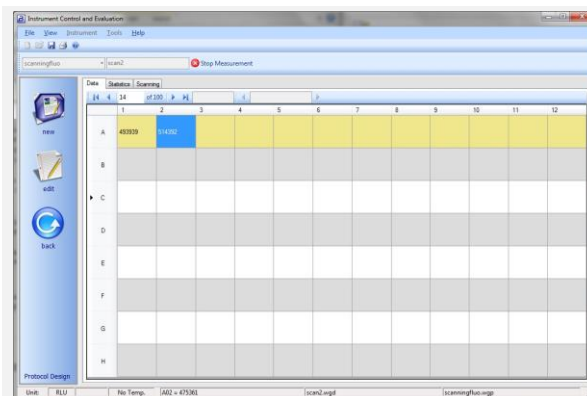 Instrument Control and Evaluation
File View Instrument Tools Help
scanningfluo scan2 Stop Measurement
Data Statistics Scanning
14 of 100
1 2 3 4 5 6 7 8 9 10 11 12
new
A 493939 514392
B
edit
C
back
D
E
F
G
H
Protocol Design
Unit: RLU No Temp. A02 = 475361 scan2.wgd scanningfluo.wgp